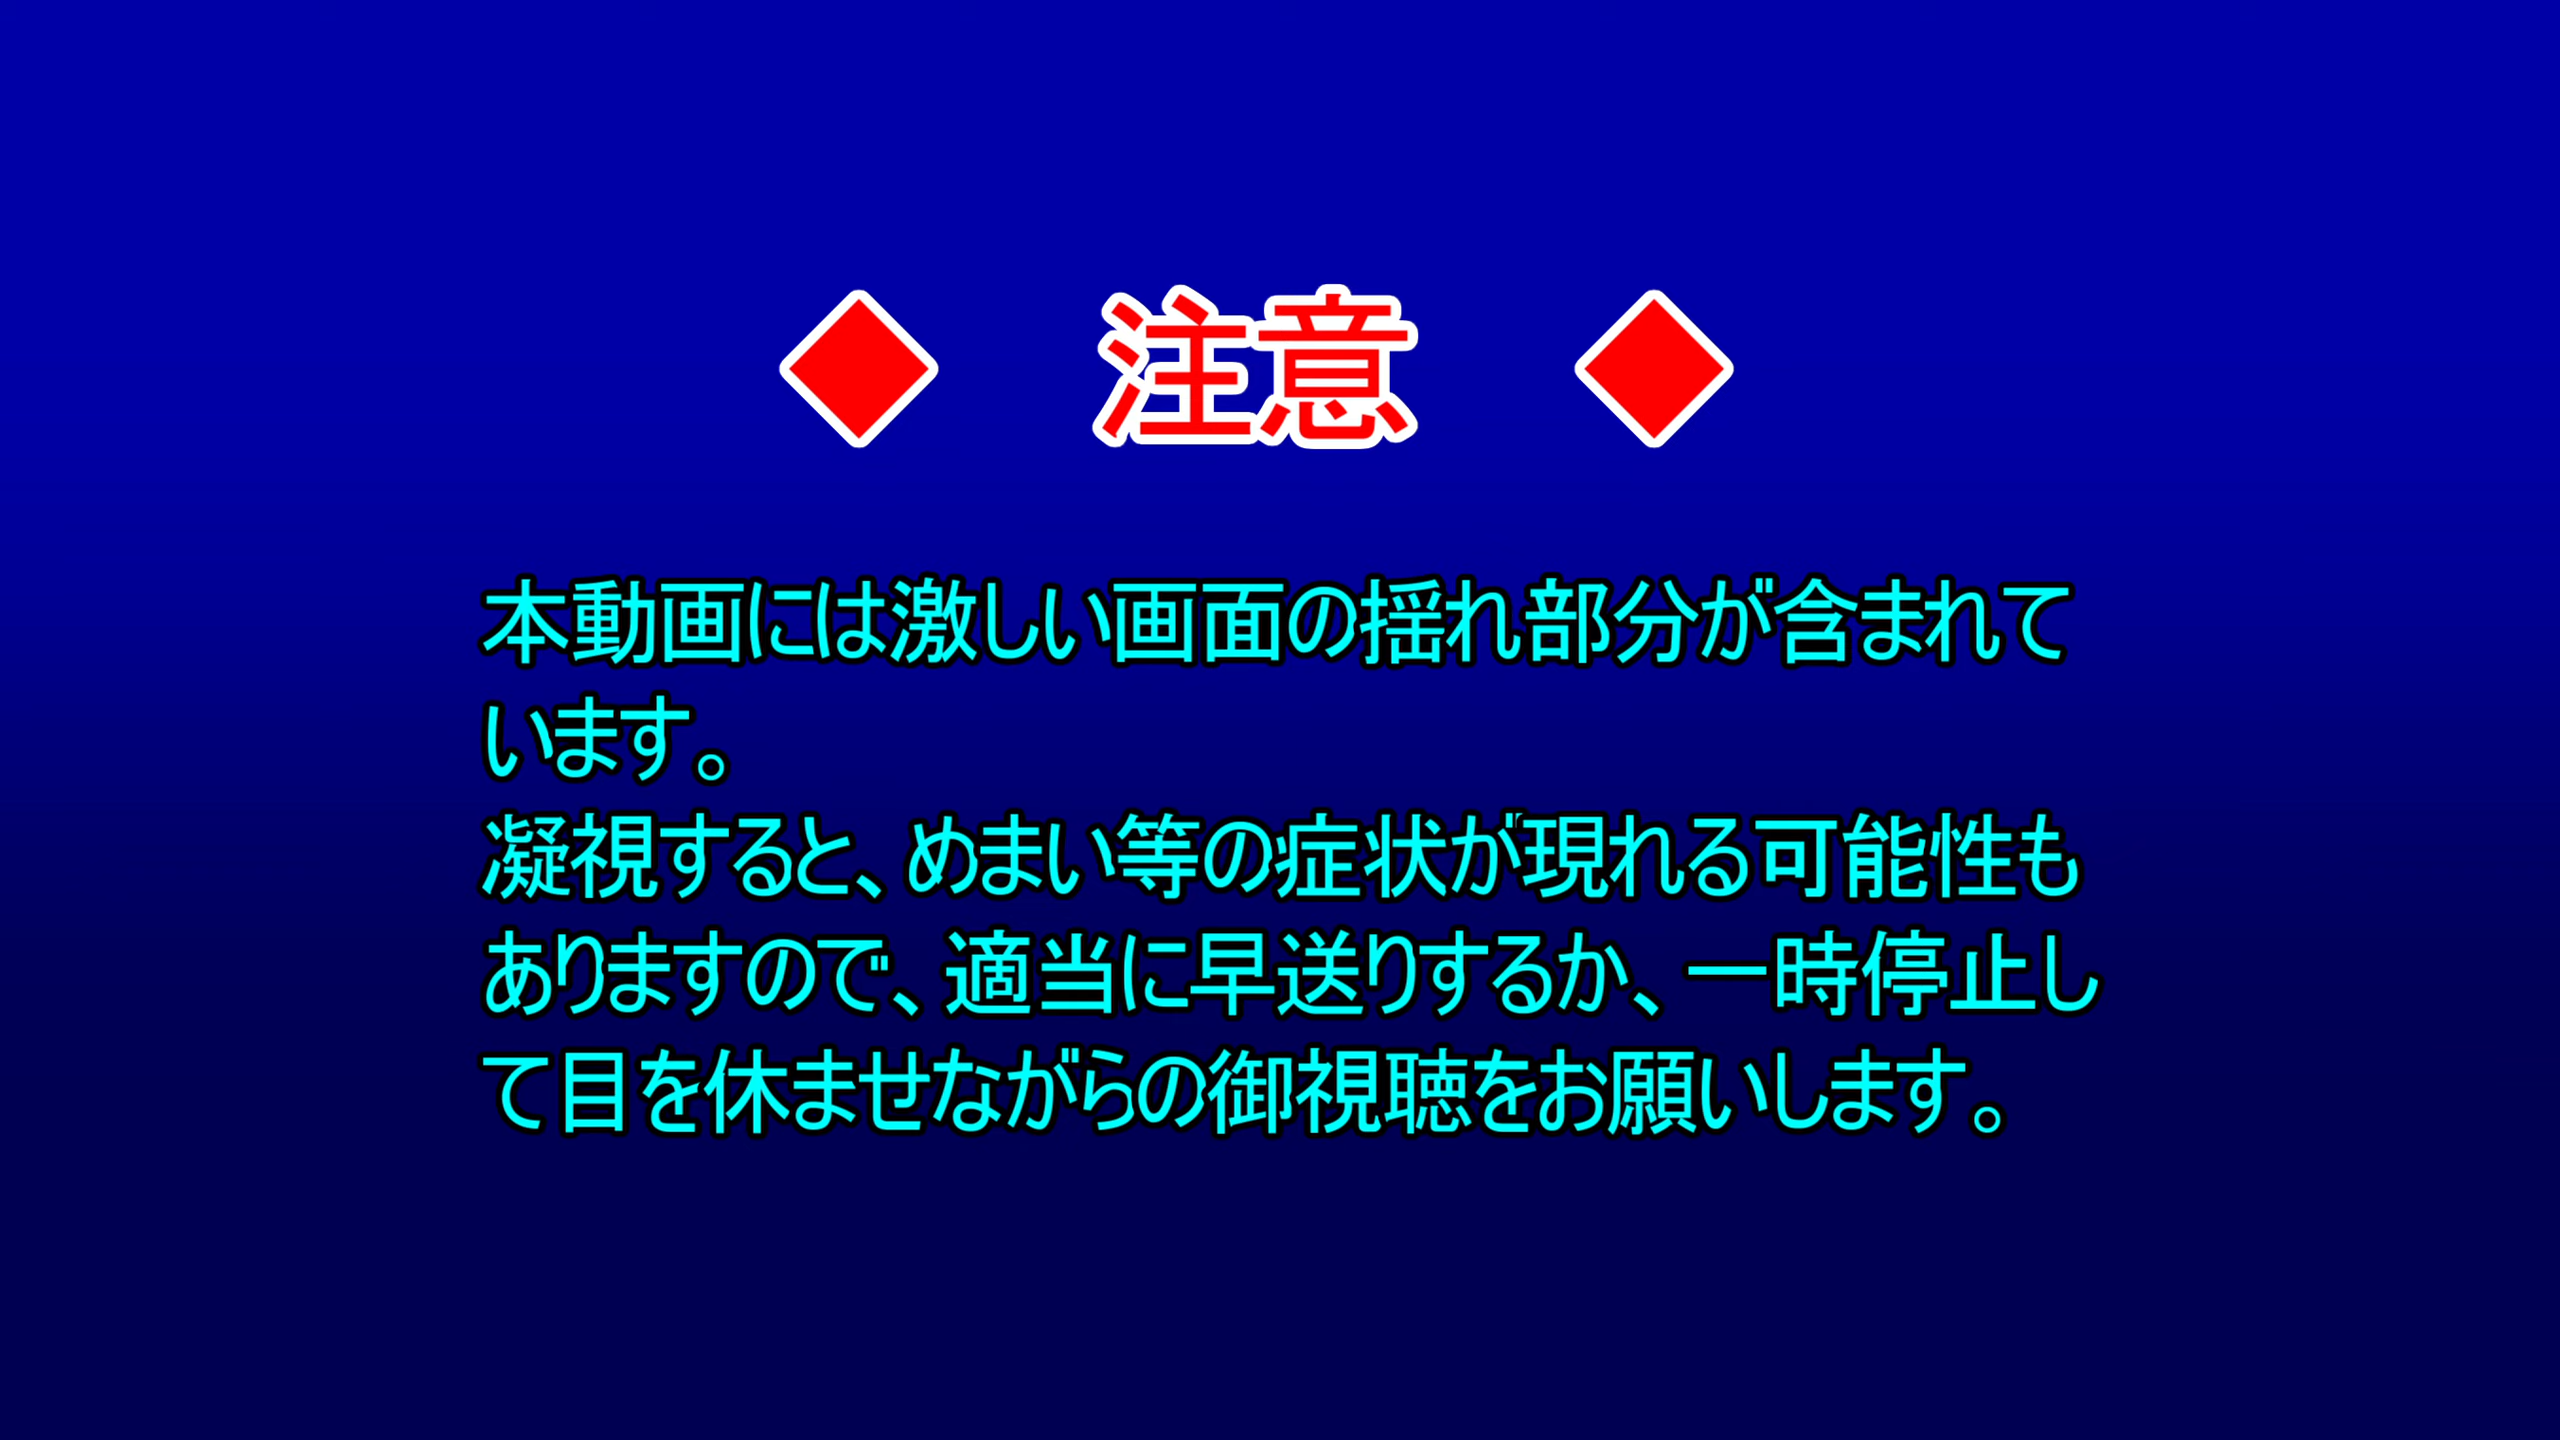 ◆　注意　◆
本動画には激しい画面の揺れ部分が含まれて
います。
凝視すると、めまい等の症状が現れる可能性も
ありますので、適当に早送りするか、一時停止し
て目を休ませながらの御視聴をお願いします。